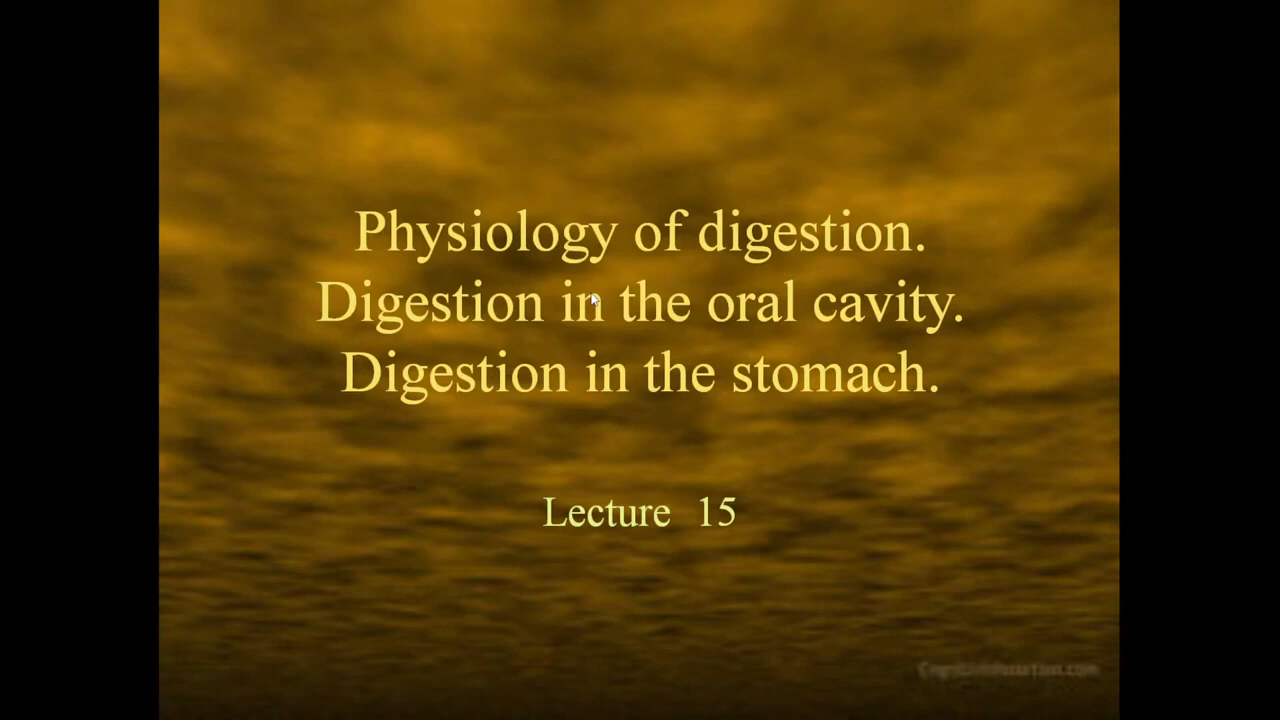 Physiology of digestion.
Digestion in the oral cavity.
Digestion in the stomach.
Lecture 15